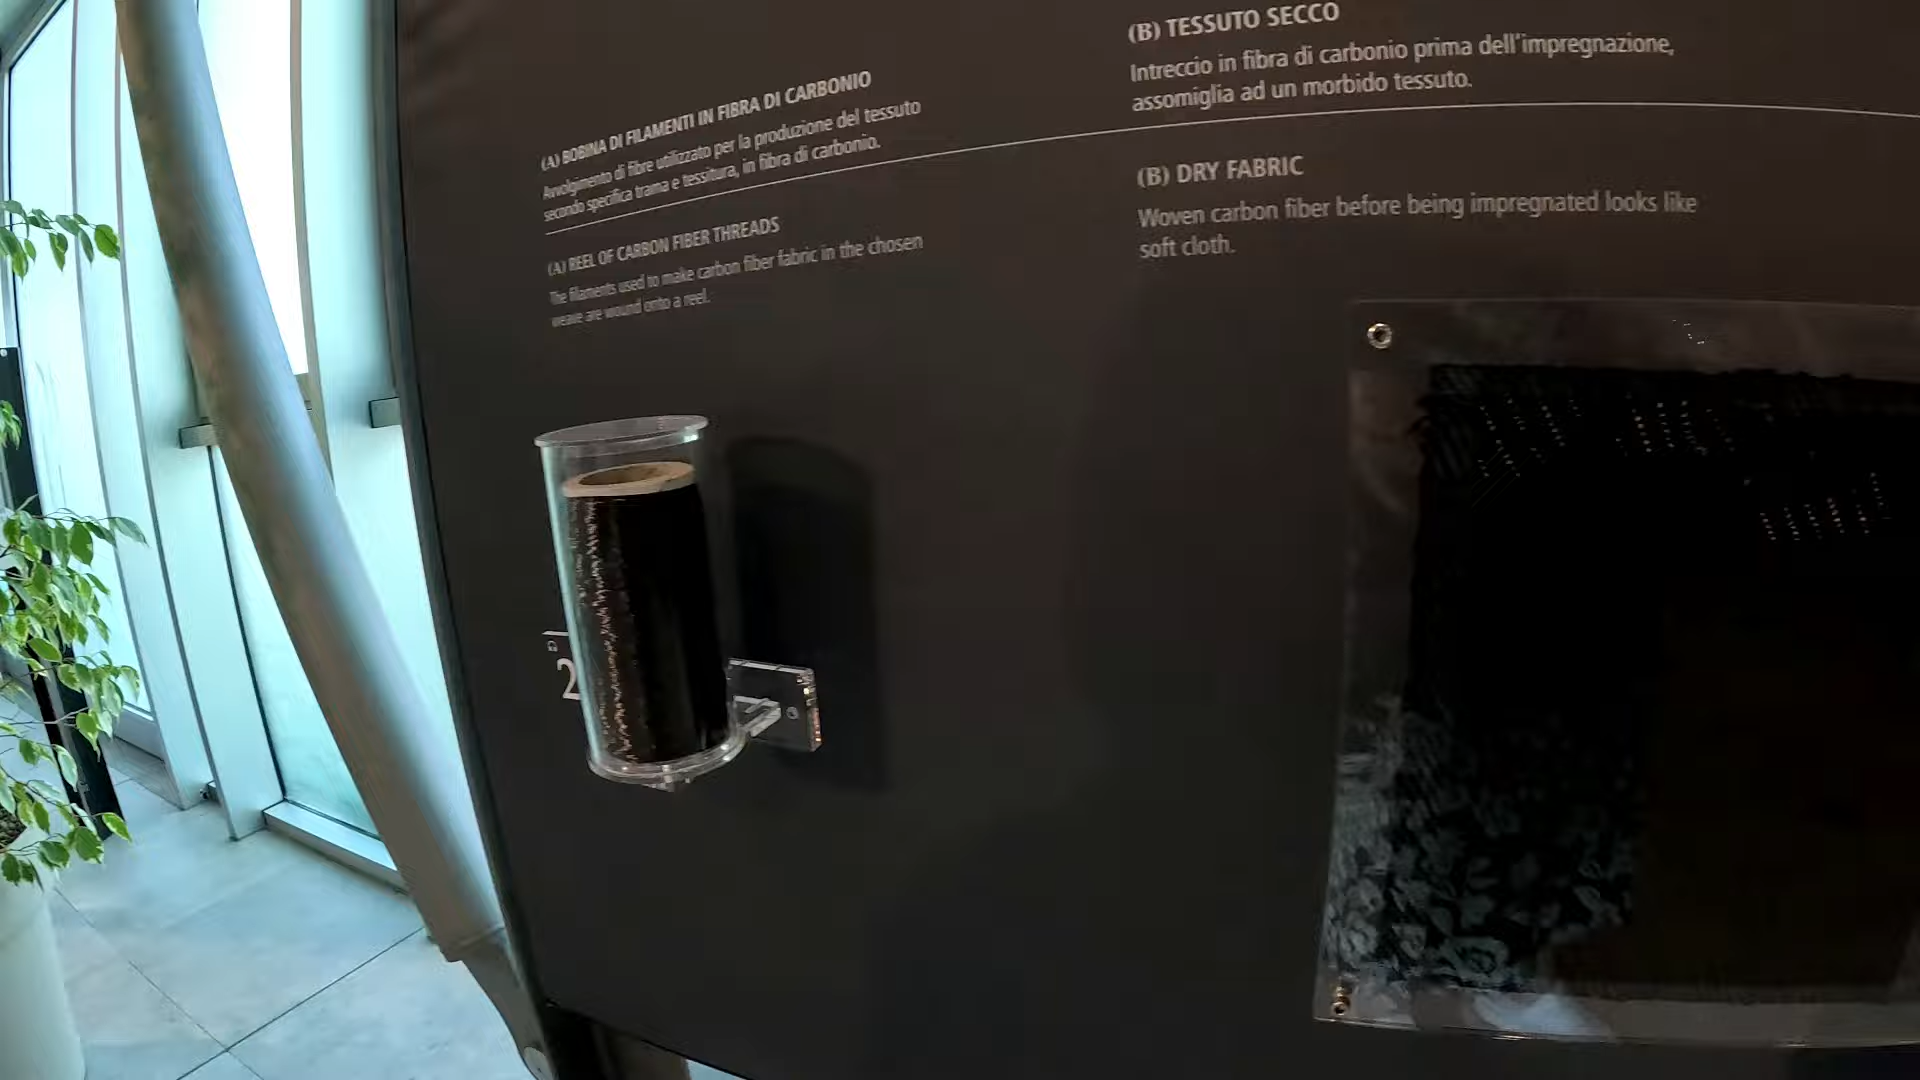 (A) BOBINA DI FILAMENTI IN FIBRA DI CARBONIO
Avvolgimento di fibre utilizzato per la produzione del tessuto
secondo specifica trama e tessitura, in fibra di carbonio.
(A) REEL OF CARBON FIBER THREADS
The filaments used to make carbon fiber fabric in the chosen
weave are wound onto a reel.
2
(B) TESSUTO SECCO
Intreccio in fibra di carbonio prima dell'impregnazione,
assomiglia ad un morbido tessuto.
(B) DRY FABRIC
Woven carbon fiber before being impregnated looks like
soft cloth.